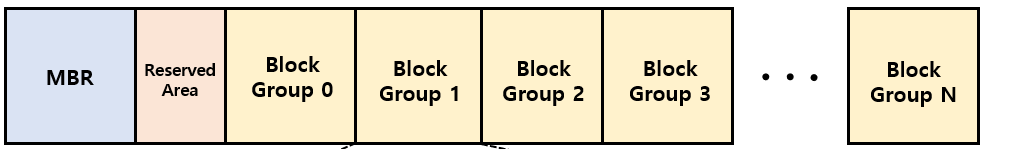 MBR
Reserved
Area
Block
Group 0
Block
Group 1
Block
Group 2
Block
Group 3
• • •
Block
Group N